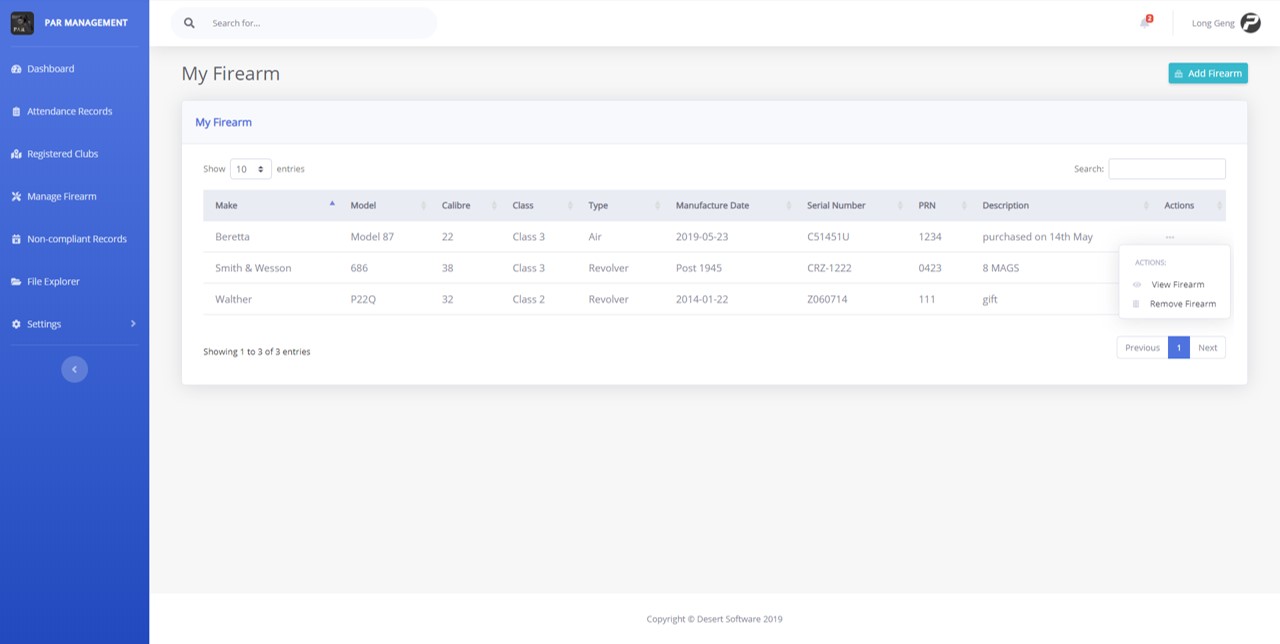 PAR MANAGEMENT
Search for...
2
Long Geng
Dashboard
Attendance Records
Registered Clubs
Manage Firearm
Non-compliant Records
File Explorer
Settings
My Firearm
Add Firearm
My Firearm
Show 10 entries
Search:
Make Model Calibre Class Type Manufacture Date Serial Number PRN Description Actions
Beretta Model 87 22 Class 3 Air 2019-05-23 C51451U 1234 purchased on 14th May ...
Smith & Wesson 686 38 Class 3 Revolver Post 1945 CRZ-1222 0423 8 MAGS
Walther P22Q 32 Class 2 Revolver 2014-01-22 Z060714 111 gift
ACTIONS:
View Firearm
Remove Firearm
Showing 1 to 3 of 3 entries
Previous 1 Next
Copyright © Desert Software 2019